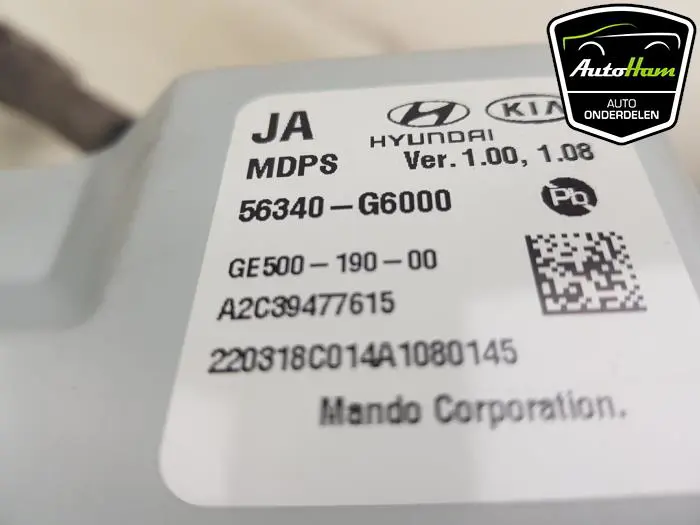 AutoHam
AUTO
ONDERDELEN
JA
HYUNDAI
KIA
MDPS
Ver. 1.00, 1.08
56340-G6000
Pb
GE500-190-00
A2C39477615
220318C014A1080145
Mando Corporation.